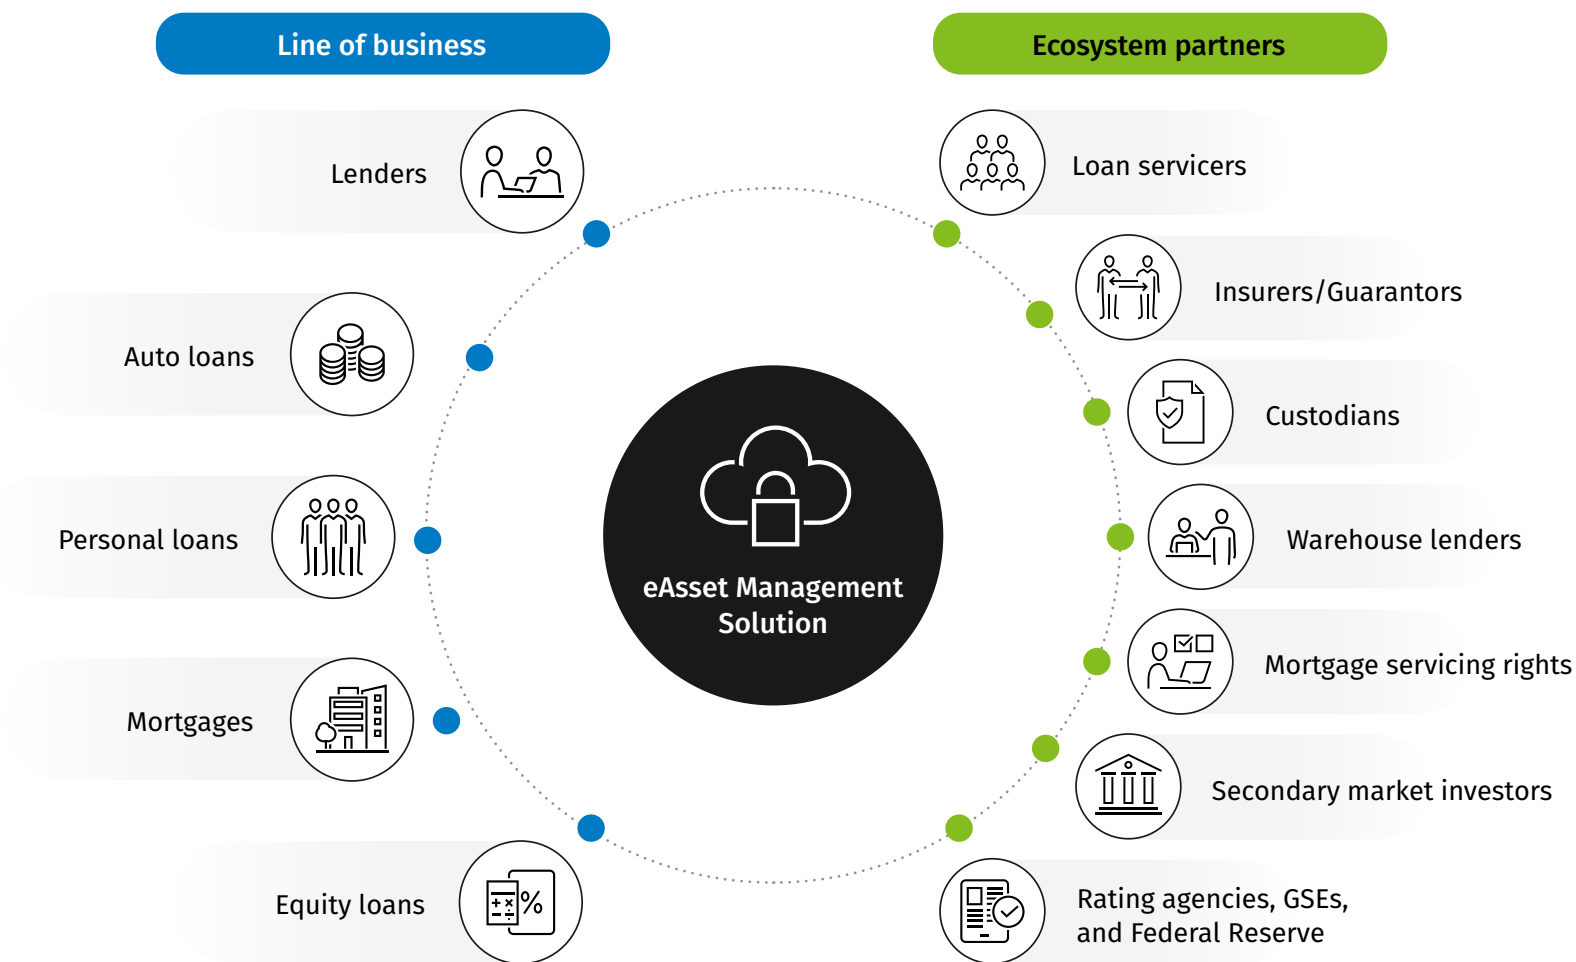 Line of business
Lenders
Auto loans
Personal loans
Mortgages
Equity loans
eAsset Management
Solution
Ecosystem partners
Loan servicers
Insurers/Guarantors
Custodians
Warehouse lenders
Mortgage servicing rights
Secondary market investors
Rating agencies, GSEs,
and Federal Reserve